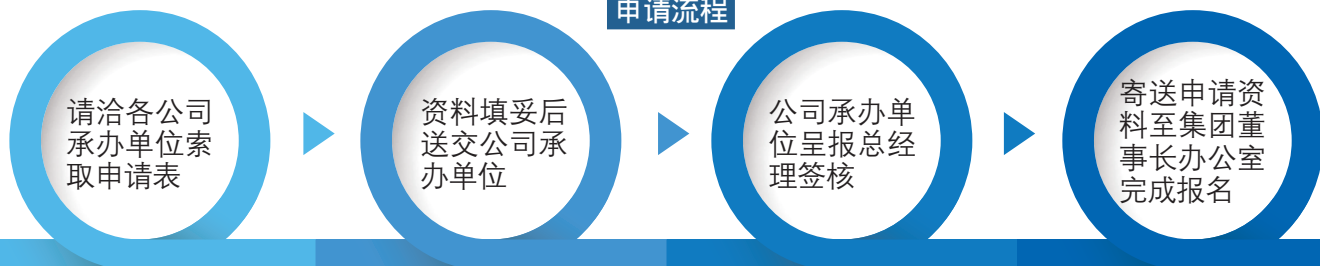 申请流程
请洽各公司
承办单位索
取申请表
资料填妥后
送交公司承
办单位
公司承办单
位呈报总经
理签核
寄送申请资
料至集团董
事长办公室
完成报名